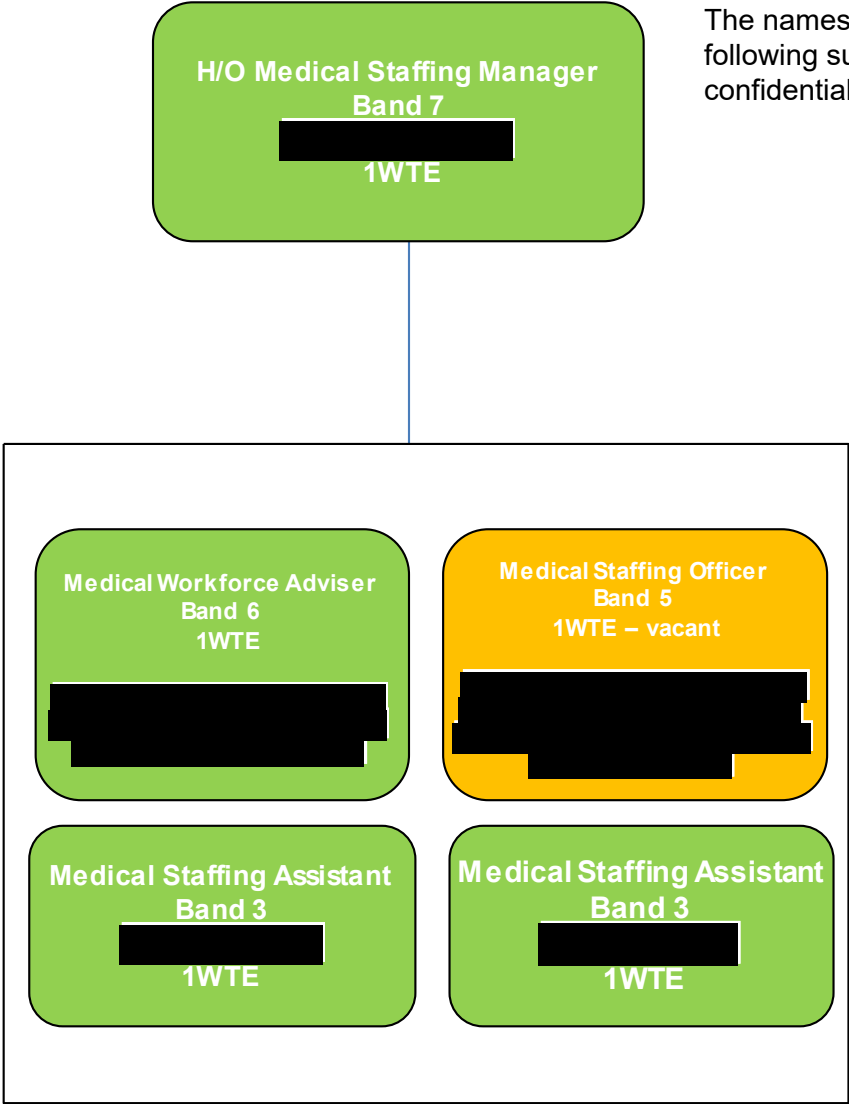 The names
following su
confidential
H/O Medical Staffing Manager
Band 7
1WTE
Medical Workforce Adviser
Band 6
1WTE
Medical Staffing Officer
Band 5
1WTE – vacant
Medical Staffing Assistant
Band 3
1WTE
Medical Staffing Assistant
Band 3
1WTE